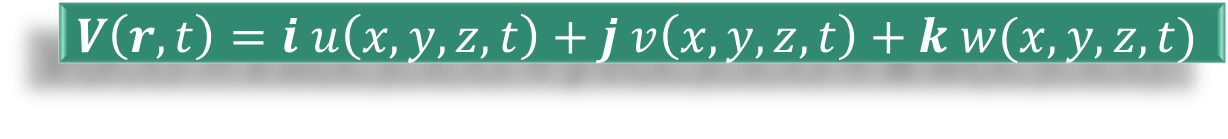 V(r,t) = i u(x,y,z,t) + j v(x,y,z,t) + k w(x,y,z,t)